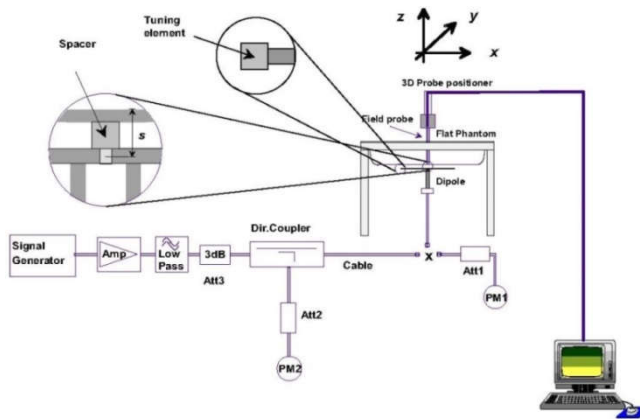 Tuning
element
Spacer
s
z
y
x
3D Probe positioner
Field probe
Flat Phantom
Dipole
Signal
Generator
Amp
Low
Pass
3dB
Att3
Dir.Coupler
Cable
x
Att1
PM1
Att2
PM2